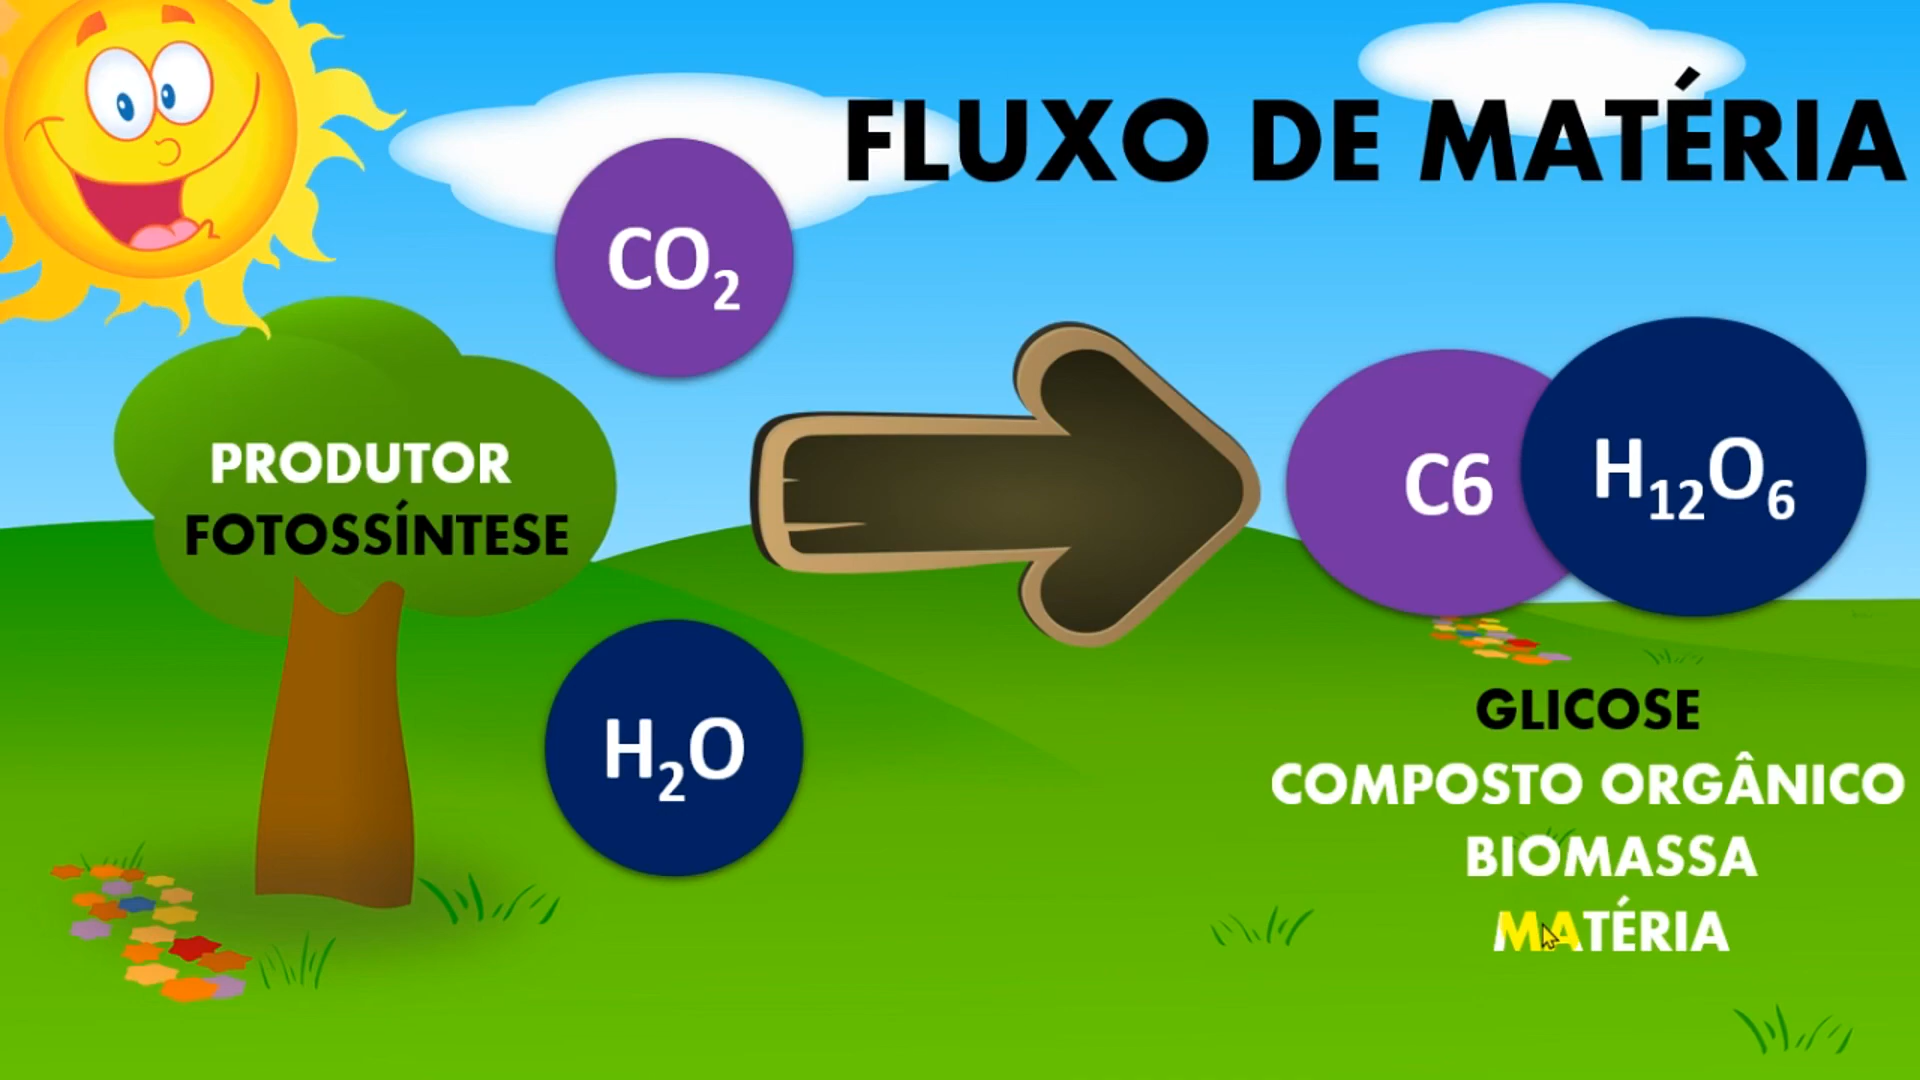 FLUXO DE MATÉRIA
CO₂
PRODUTOR
FOTOSSÍNTESE
C6
H₁₂O₆
H₂O
GLICOSE
COMPOSTO ORGÂNICO
BIOMASSA
MATÉRIA